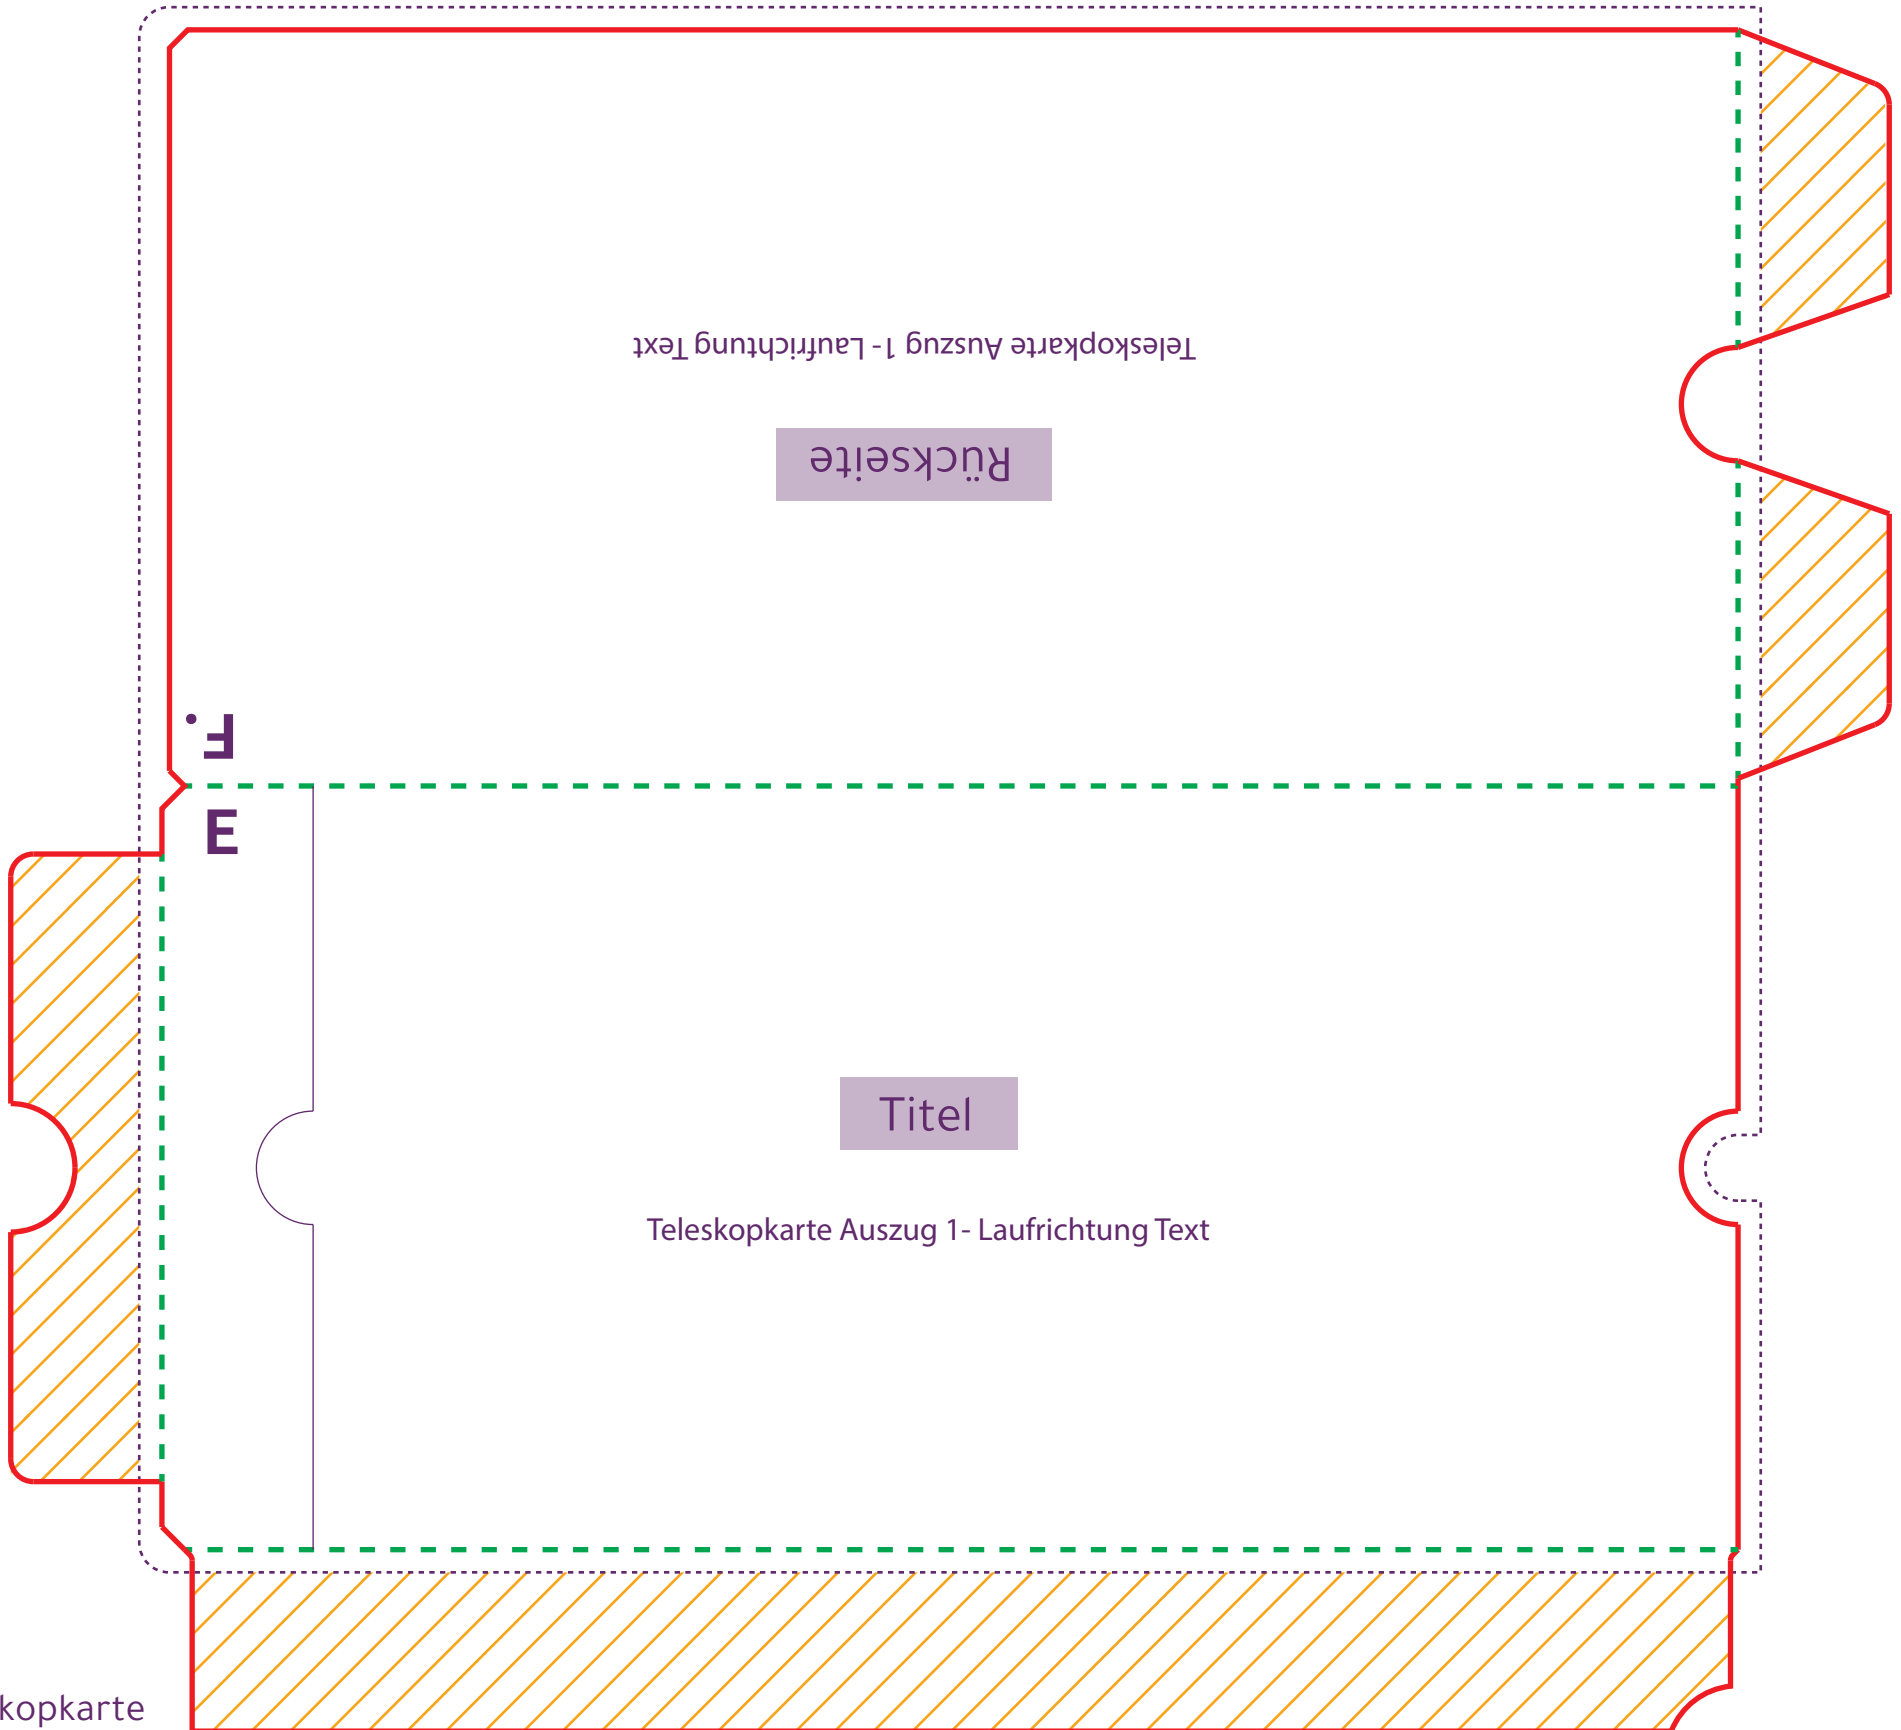 Teleskopkarte Auszug 1- Laufrichtung Text
Rückseite
F.
E
Titel
Teleskopkarte Auszug 1- Laufrichtung Text
kopkarte